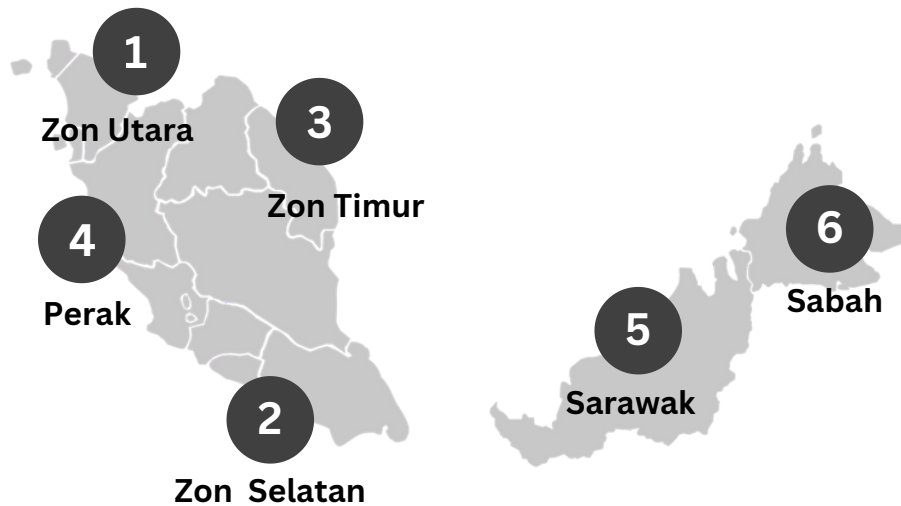 1
Zon Utara
3
Zon Timur
4
Perak
2
Zon Selatan
6
Sabah
5
Sarawak